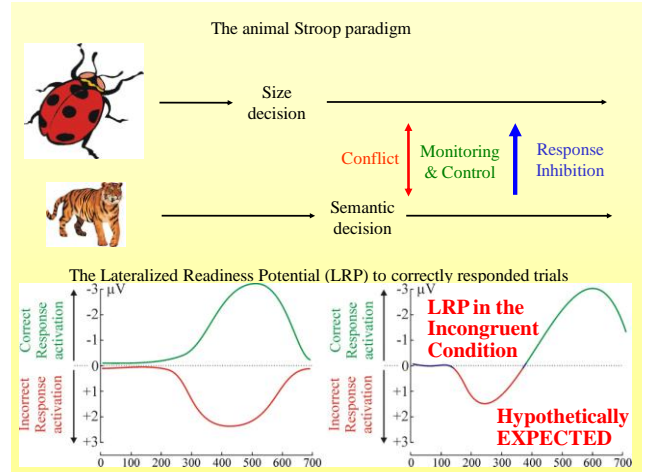 The animal Stroop paradigm
Size
decision
Conflict
Monitoring
& Control
Response
Inhibition
Semantic
decision
The Lateralized Readiness Potential (LRP) to correctly responded trials
-3 µV
-1
0
+1
+2
+3
Correct
Response
activation
Incorrect
Response
activation
0 100 200 300 400 500 600 700
-3 µV
-1
0
+1
+2
+3
Correct
Response
activation
Incorrect
Response
activation
LRP in the
Incongruent
Condition
Hypothetically
EXPECTED
0 100 200 300 400 500 600 700